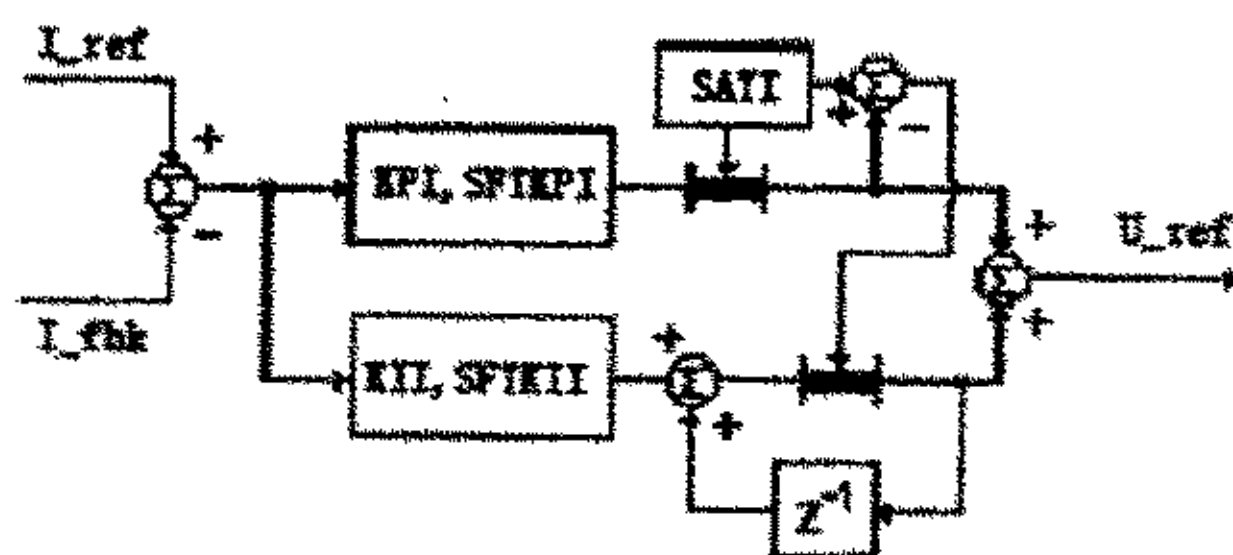 I_ref
SATI
Σ
+
−
+
Σ
−
KPI, SFTKPI
+
U_ref
Σ
+
I_fbk
KII, SFTKII
+
Σ
+
Z⁻¹